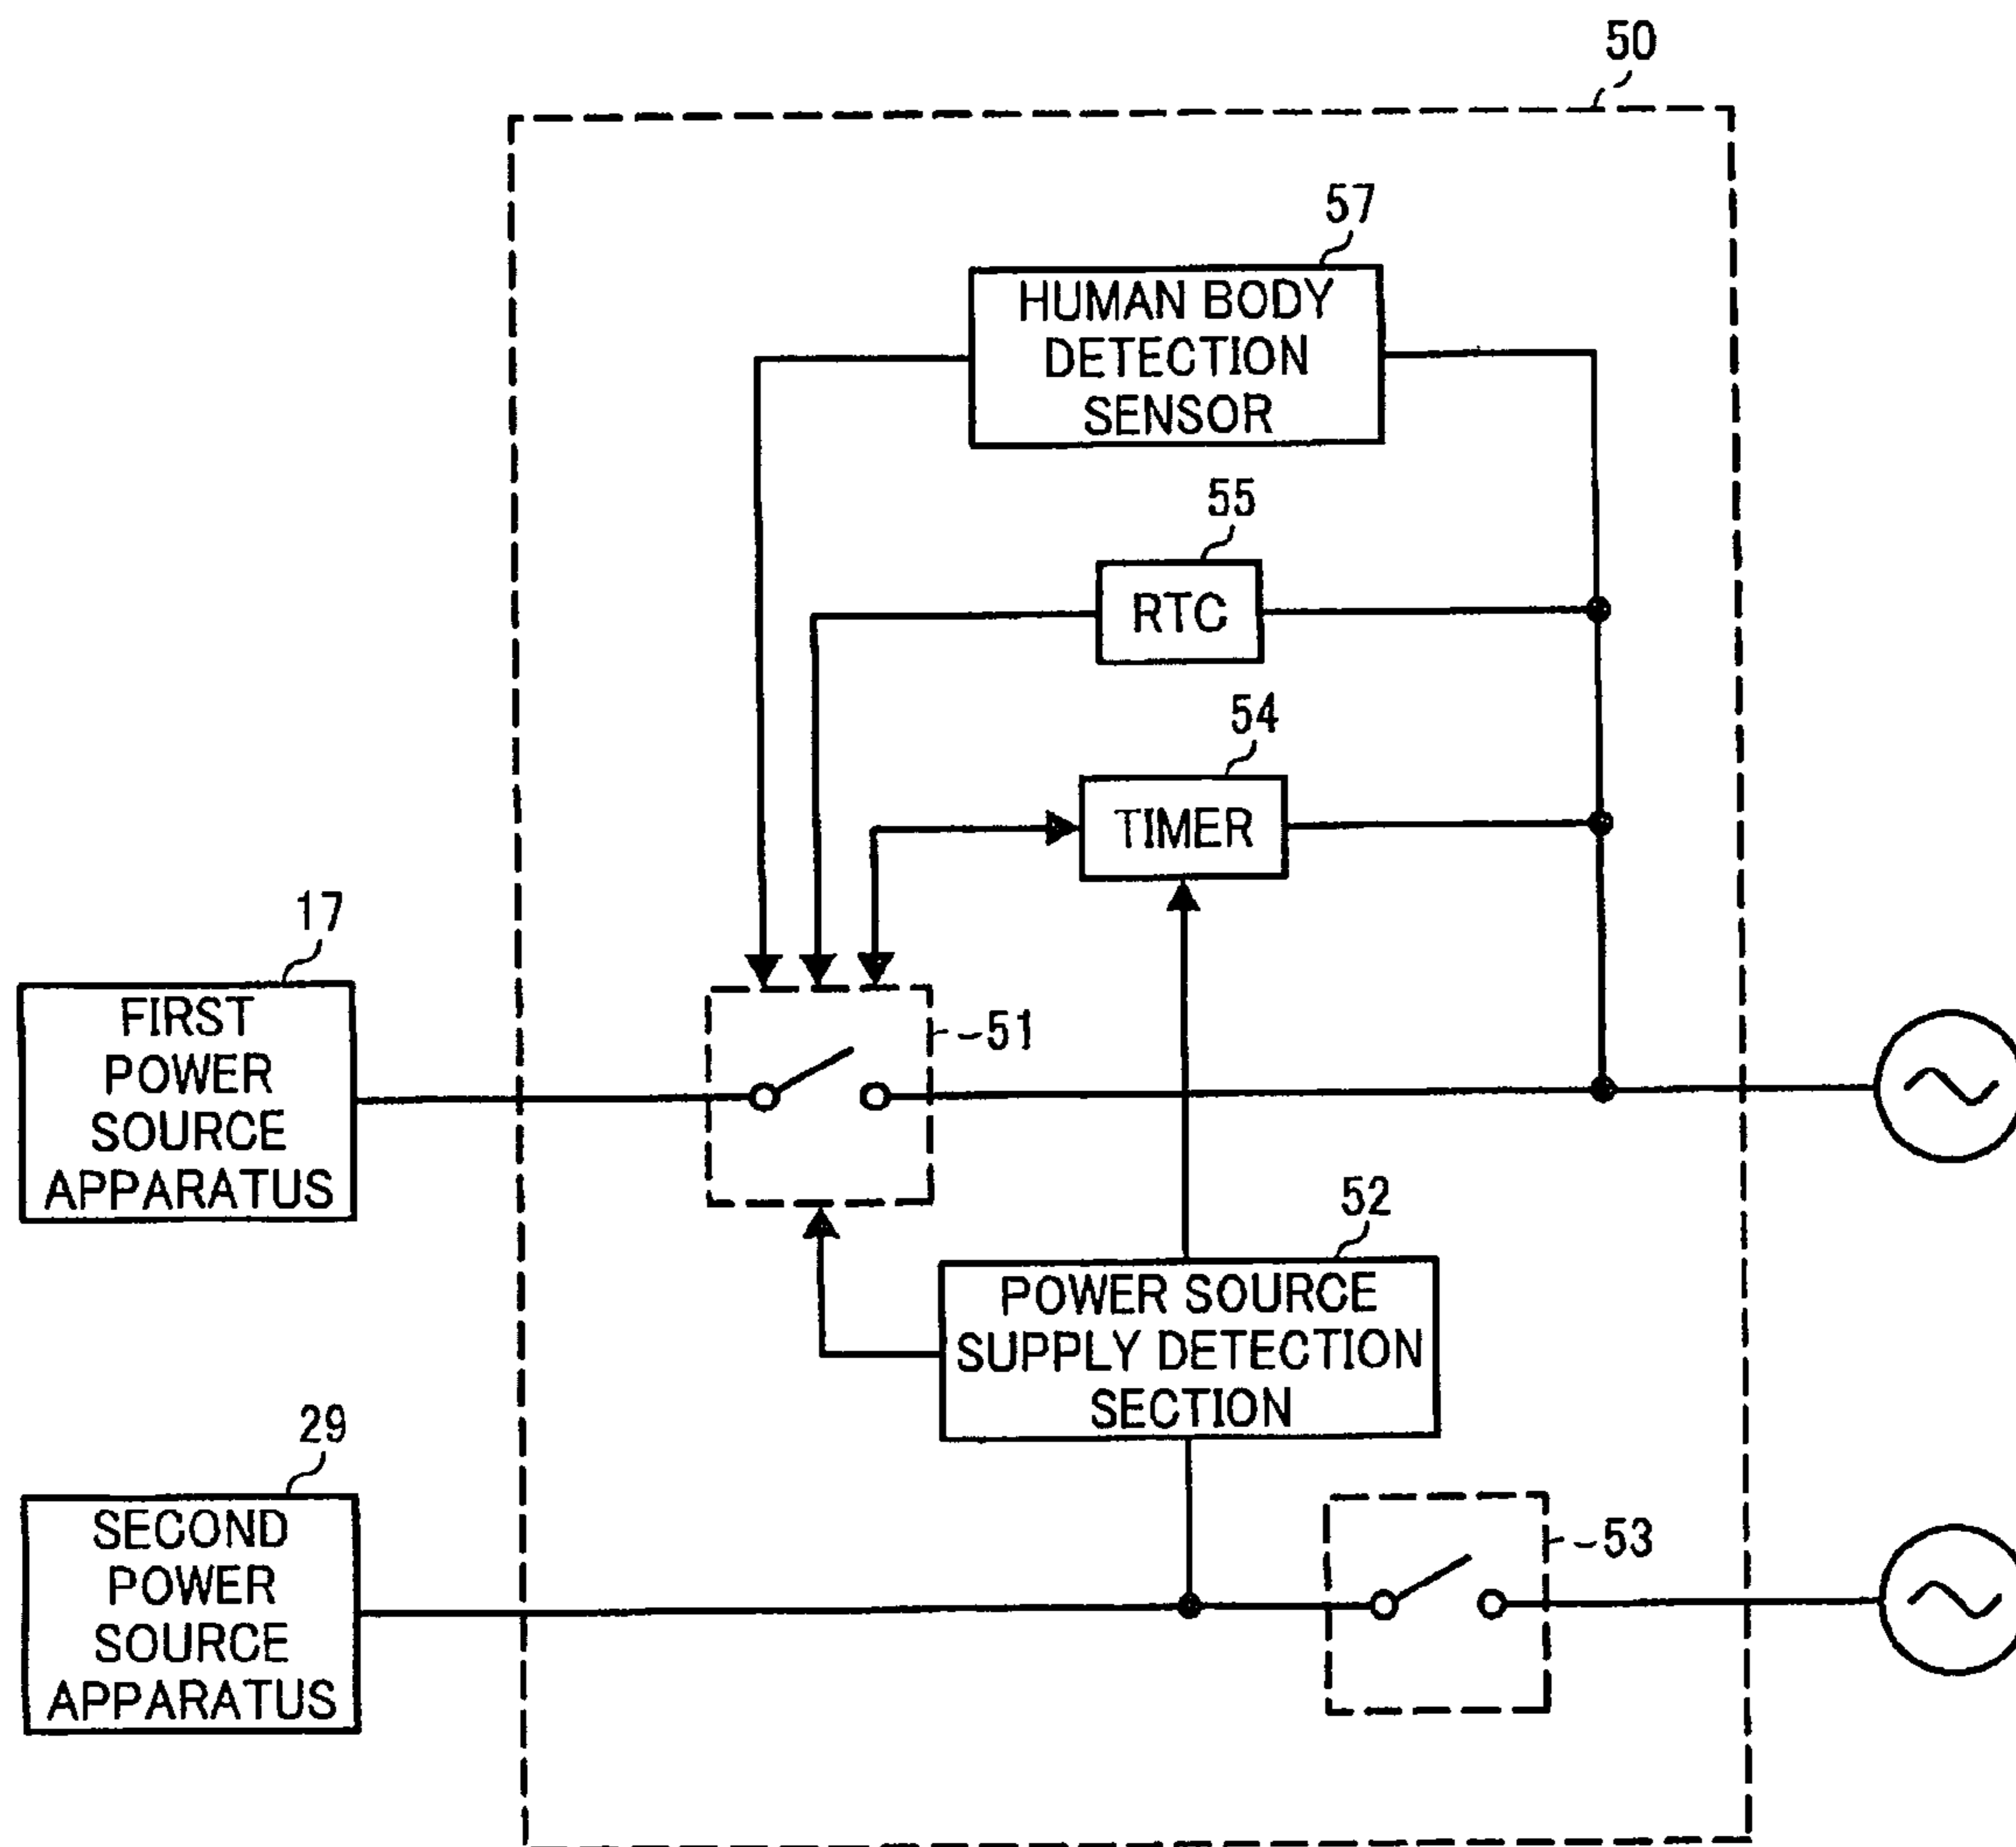 50
57
HUMAN BODY
DETECTION
SENSOR
55
RTC
54
TIMER
17
FIRST
POWER
SOURCE
APPARATUS
51
52
POWER SOURCE
SUPPLY DETECTION
SECTION
29
SECOND
POWER
SOURCE
APPARATUS
53